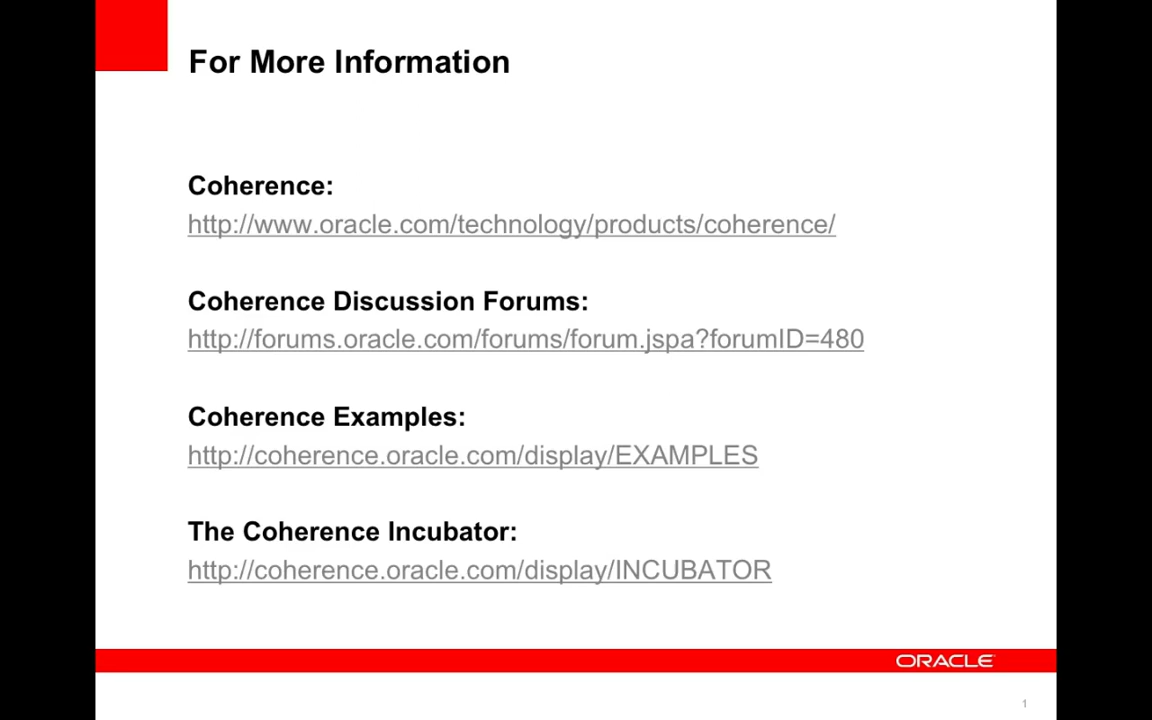 For More Information
Coherence:
http://www.oracle.com/technology/products/coherence/
Coherence Discussion Forums:
http://forums.oracle.com/forums/forum.jspa?forumID=480
Coherence Examples:
http://coherence.oracle.com/display/EXAMPLES
The Coherence Incubator:
http://coherence.oracle.com/display/INCUBATOR
ORACLE
1